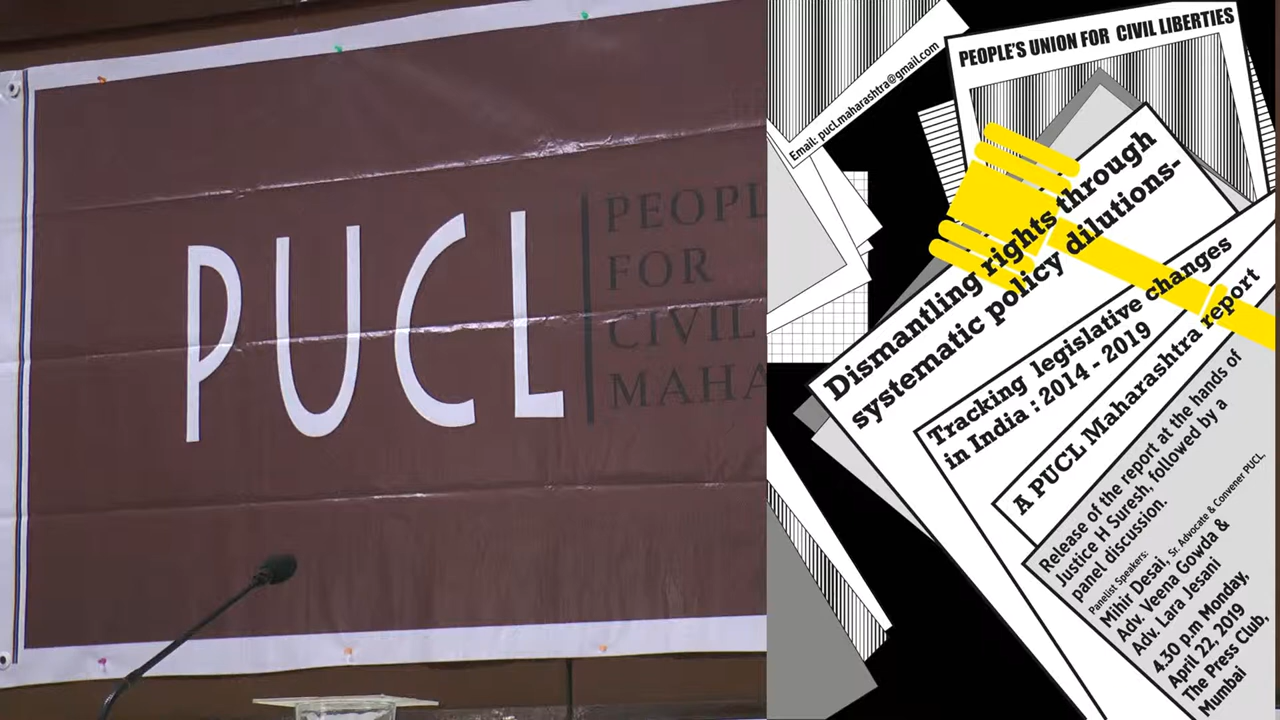 PUCL
PEOPL
FOR
CIVIL
MAHA
Email: pucl.maharashtra@gmail.com
PEOPLE'S UNION FOR CIVIL LIBERTIES
Dismantling rights through
systematic policy dilutions-
Tracking legislative changes
in India : 2014 - 2019
A PUCL Maharashtra report
Release of the report at the hands of
Justice H Suresh, followed by a
panel discussion.
Panelist Speakers:
Mihir Desai, Sr. Advocate & Convener PUCL
Adv. Veena Gowda &
Adv. Lara Jesani
4.30 p.m Monday,
April 22, 2019
The Press Club,
Mumbai